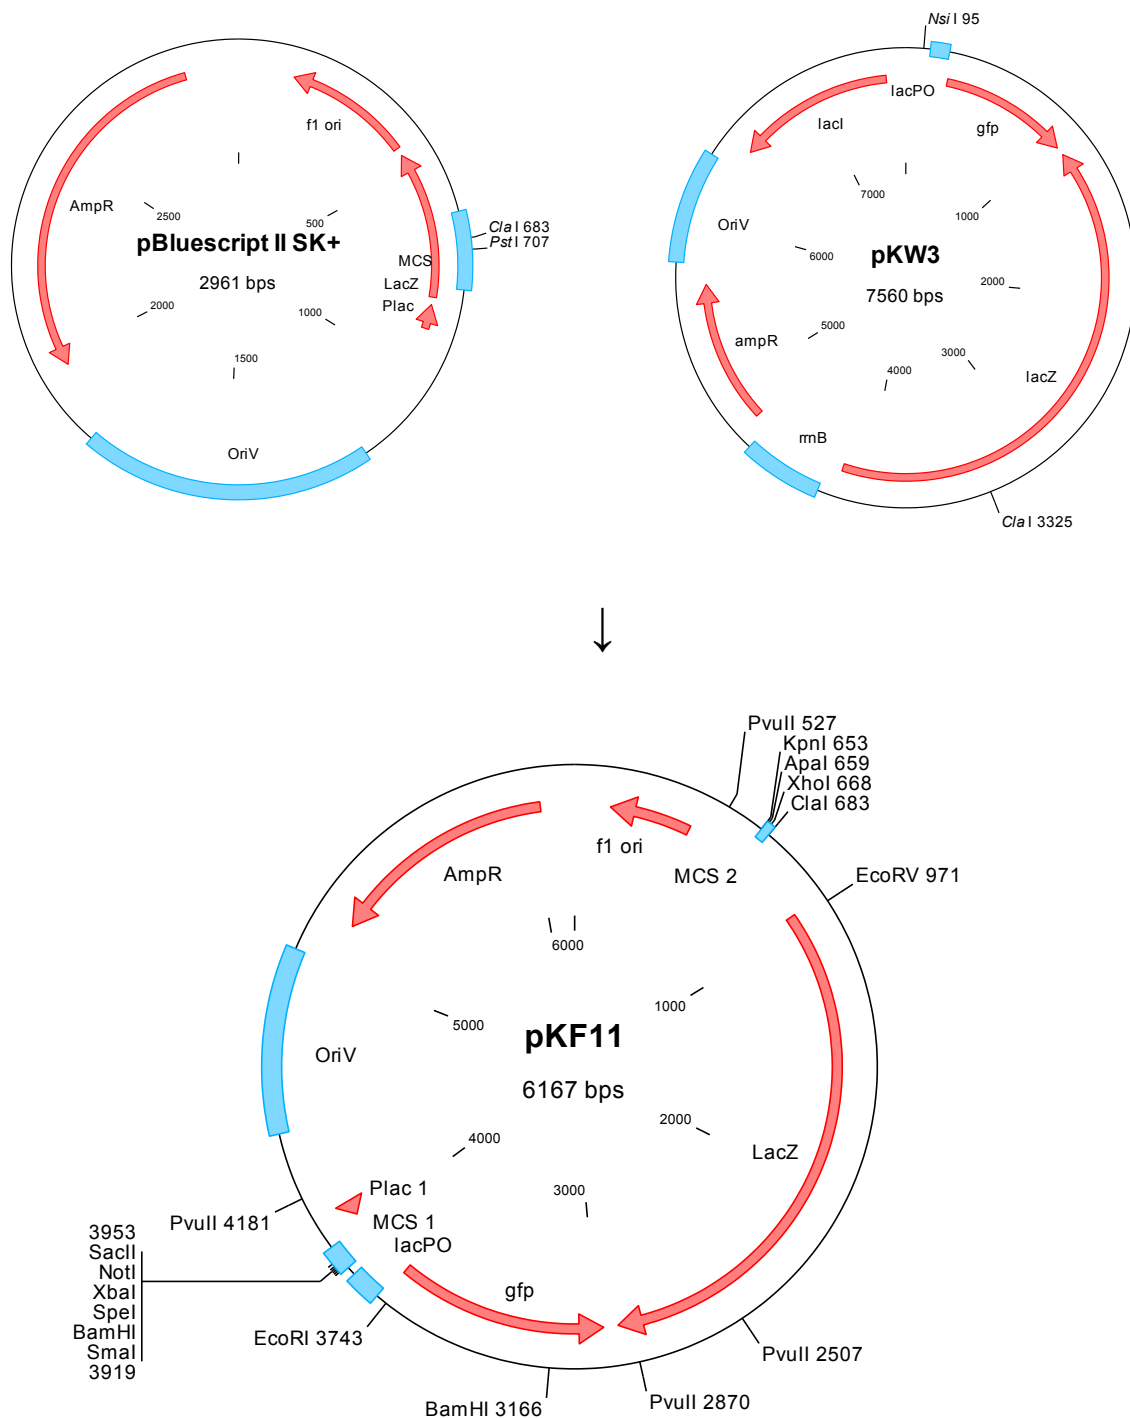 f1 ori
AmpR
2500
500
pBluescript II SK+
2961 bps
ClaI 683
PstI 707
MCS
LacZ
Plac
2000
1000
1500
OriV
NsiI 95
lacPO
lacI
gfp
7000
1000
OriV
6000
pKW3
7560 bps
2000
ampR
5000
3000
4000
lacZ
rrnB
ClaI 3325
↓
PvuII 527
KpnI 653
ApaI 659
XhoI 668
ClaI 683
f1 ori
AmpR
MCS 2
EcoRV 971
6000
1000
5000
pKF11
6167 bps
OriV
2000
4000
LacZ
3000
Plac 1
PvuII 4181
MCS 1
lacPO
3953
SacII
NotI
XbaI
SpeI
BamHI
SmaI
3919
gfp
EcoRI 3743
PvuII 2507
PvuII 2870
BamHI 3166